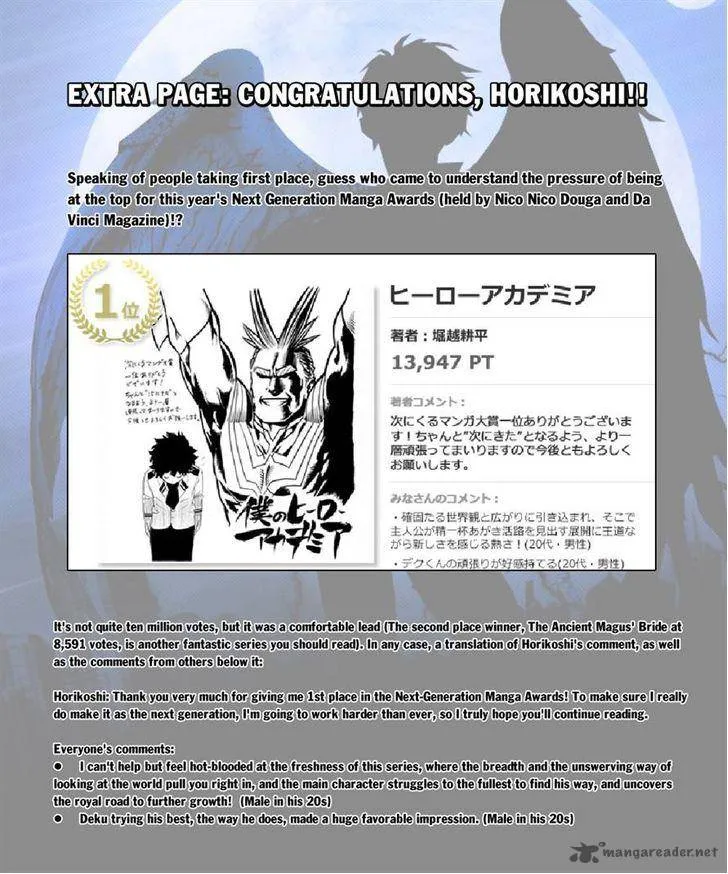 EXTRA PAGE: CONGRATULATIONS, HORIKOSHI!!
Speaking of people taking first place, guess who came to understand the pressure of being
at the top for this year's Next Generation Manga Awards (held by Nico Nico Douga and Da
Vinci Magazine)!?
1位
僕のヒーロー
アカデミア
ヒーローアカデミア
著者：堀越耕平
13,947 PT
著者コメント：
次にくるマンガ大賞一位ありがとうございま
す！ちゃんと"次にきた"となるよう、より一
層頑張ってまいりますので今後ともよろしく
お願いします。
みなさんのコメント：
・確固たる世界観と広がりに引き込まれ、そこで
主人公が精一杯あがき活路を見出す展開に王道な
がら新しさを感じる熱さ！(20代・男性)
・デクくんの頑張りが好感持てる(20代・男性)
It's not quite ten million votes, but it was a comfortable lead (The second place winner, The Ancient Magus' Bride at
8,591 votes, is another fantastic series you should read). In any case, a translation of Horikoshi's comment, as well
as the comments from others below it:
Horikoshi: Thank you very much for giving me 1st place in the Next-Generation Manga Awards! To make sure I really
do make it as the next generation, I'm going to work harder than ever, so I truly hope you'll continue reading.
Everyone's comments:
● I can't help but feel hot-blooded at the freshness of this series, where the breadth and the unswerving way of
looking at the world pull you right in, and the main character struggles to the fullest to find his way, and uncovers
the royal road to further growth! (Male in his 20s)
● Deku trying his best, the way he does, made a huge favorable impression. (Male in his 20s)
mangareader.net